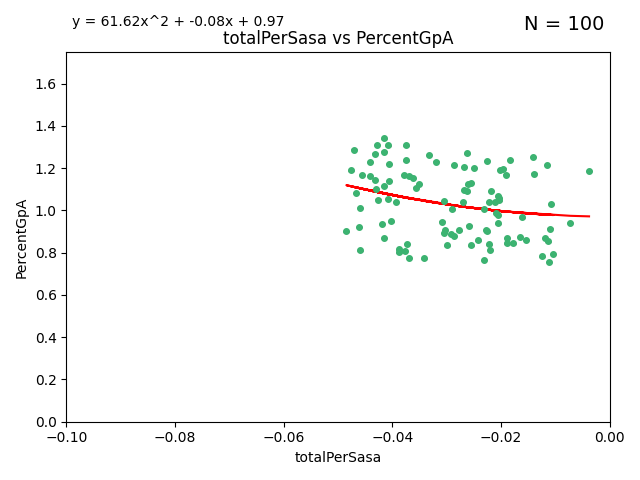 y = 61.62x^2 + -0.08x + 0.97
N = 100
totalPerSasa vs PercentGpA
1.6
1.4
1.2
1.0
0.8
0.6
0.4
0.2
0.0
PercentGpA
−0.10 −0.08 −0.06 −0.04 −0.02 0.00
totalPerSasa